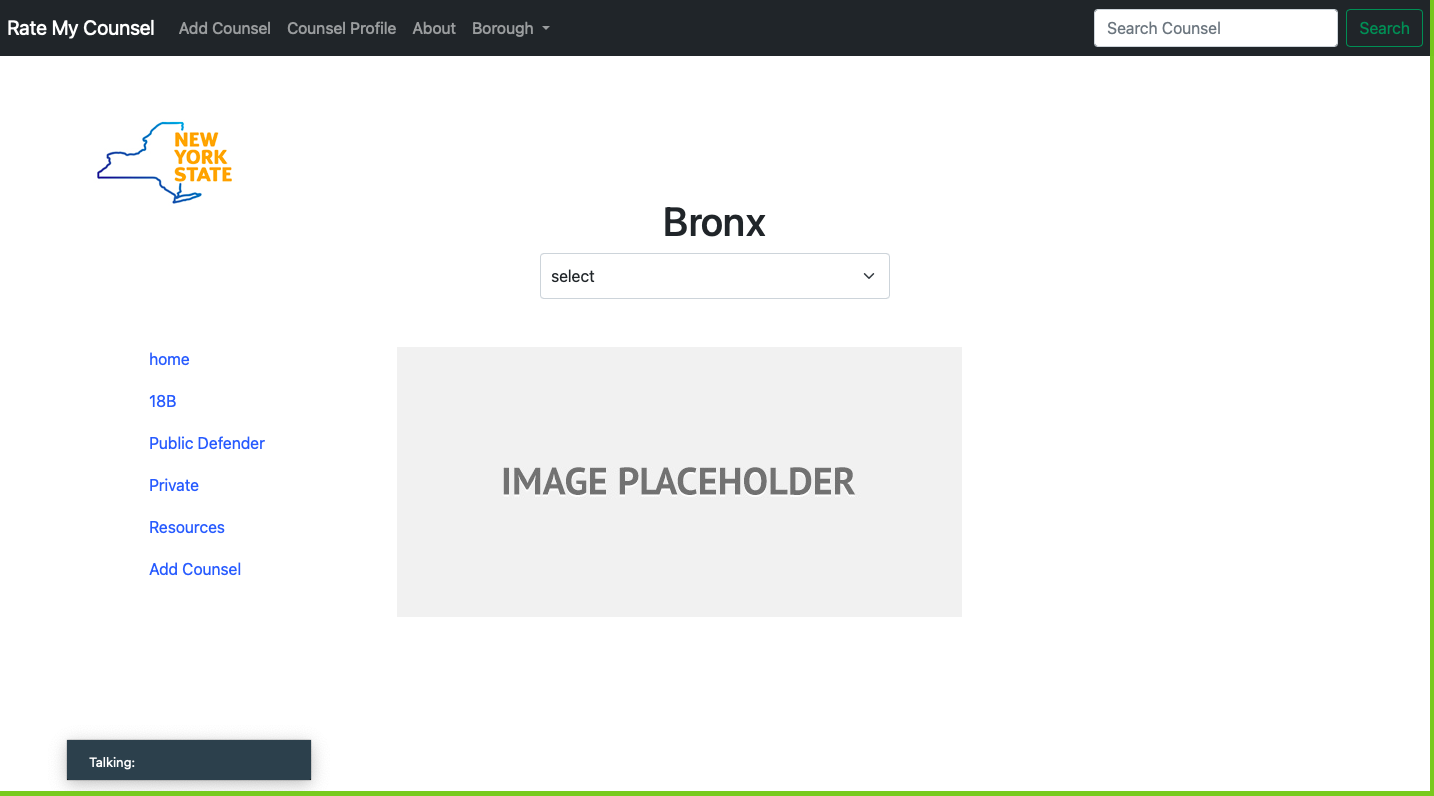 Rate My Counsel Add Counsel Counsel Profile About Borough Search Counsel Search
NEW
YORK
STATE
Bronx
select
home
18B
Public Defender
Private
Resources
Add Counsel
IMAGE PLACEHOLDER
Talking: